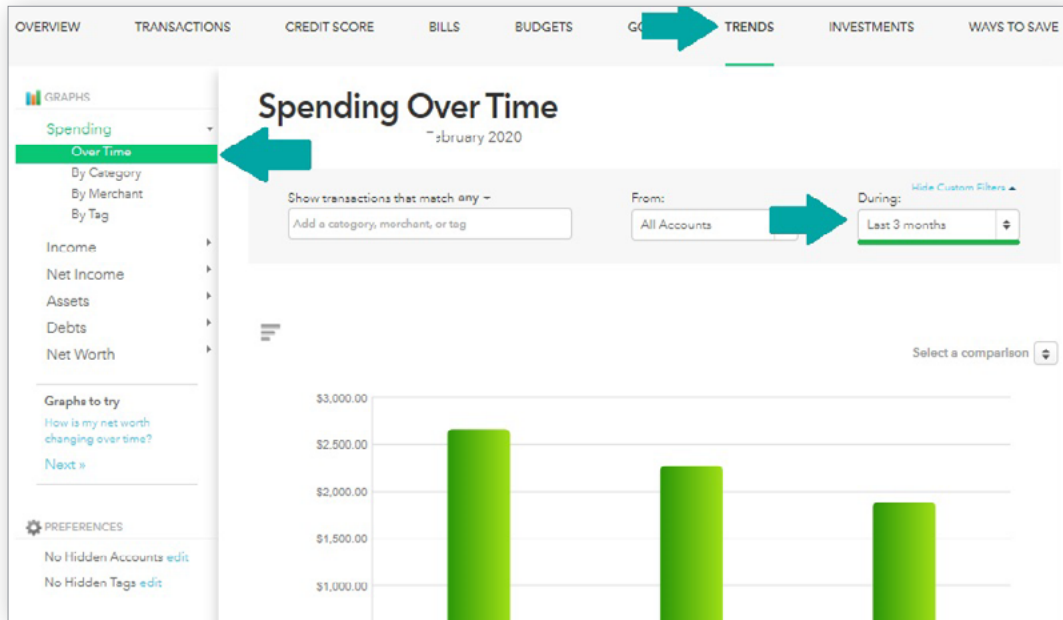 OVERVIEW TRANSACTIONS CREDIT SCORE BILLS BUDGETS TRENDS INVESTMENTS WAYS TO SAVE
GRAPHS
Spending
Over Time
By Category
By Merchant
By Tag
Income
Net Income
Assets
Debts
Net Worth
Graphs to try
How is my net worth
changing over time?
Next »
PREFERENCES
No Hidden Accounts edit
No Hidden Tags edit
Spending Over Time
2020
Hide Custom Filters
Show transactions that match any
Add a category, merchant, or tag
From:
All Accounts
During:
Last 3 months
Select a comparison
$3,000.00
$2,500.00
$2,000.00
$1,500.00
$1,000.00